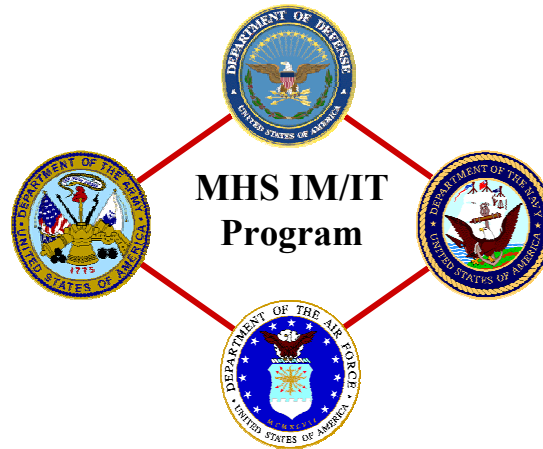 DEPARTMENT OF DEFENSE
UNITED STATES OF AMERICA
MHS IM/IT
Program
DEPARTMENT OF THE ARMY
1775
UNITED STATES OF AMERICA
DEPARTMENT OF THE NAVY
UNITED STATES OF AMERICA
DEPARTMENT OF THE AIR FORCE
MCMXLVII
UNITED STATES OF AMERICA